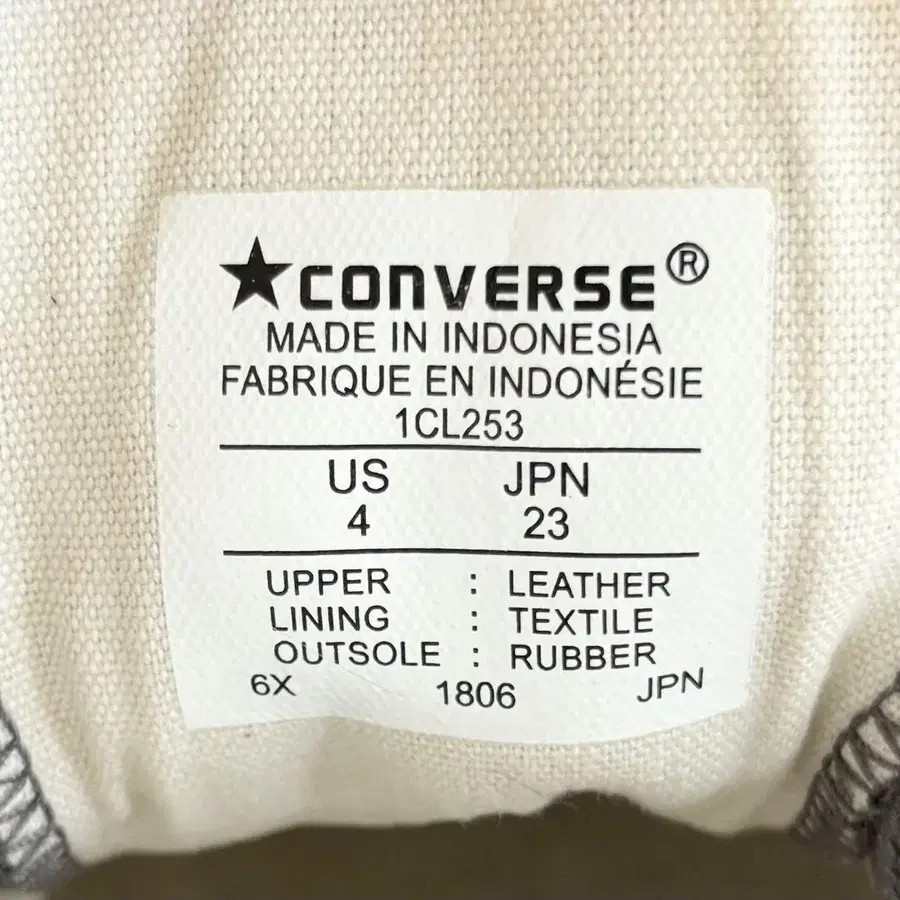 ★CONVERSE®
MADE IN INDONESIA
FABRIQUE EN INDONÉSIE
1CL253
US JPN
4 23
UPPER : LEATHER
LINING : TEXTILE
OUTSOLE : RUBBER
6X 1806 JPN